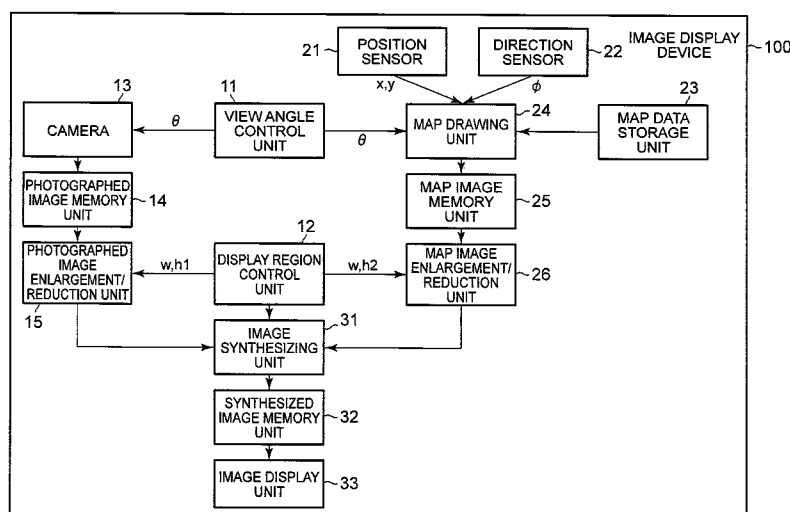 IMAGE DISPLAY
DEVICE
100
21
POSITION
SENSOR
DIRECTION
SENSOR
22
x,y
ϕ
13
CAMERA
θ
11
VIEW ANGLE
CONTROL
UNIT
θ
24
MAP DRAWING
UNIT
23
MAP DATA
STORAGE
UNIT
PHOTOGRAPHED
IMAGE MEMORY
UNIT
14
MAP IMAGE
MEMORY
UNIT
25
PHOTOGRAPHED
IMAGE
ENLARGEMENT/
REDUCTION UNIT
15
w,h1
12
DISPLAY REGION
CONTROL
UNIT
w,h2
MAP IMAGE
ENLARGEMENT/
REDUCTION
UNIT
26
31
IMAGE
SYNTHESIZING
UNIT
SYNTHESIZED
IMAGE MEMORY
UNIT
32
IMAGE DISPLAY
UNIT
33